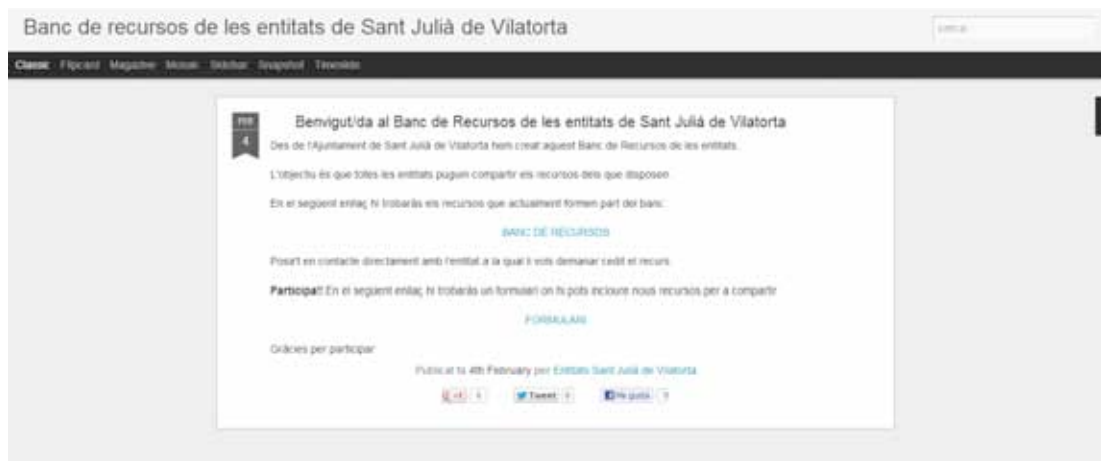 Banc de recursos de les entitats de Sant Julià de Vilatorta
cerca
Classic Flipcard Magazine Mosaic Sidebar Snapshot Timeslide
FEB
4
Benvigut/da al Banc de Recursos de les entitats de Sant Julià de Vilatorta
Des de l'Ajuntament de Sant Julià de Vilatorta hem creat aquest Banc de Recursos de les entitats.
L'objectiu és que totes les entitats puguin compartir els recursos dels que disposen.
En el següent enllaç hi trobaràs els recursos que actualment formen part del banc:
BANC DE RECURSOS
Posa't en contacte directament amb l'entitat a la qual li vols demanar cedit el recurs.
Participa!! En el següent enllaç hi trobaràs un formulari on hi pots incloure nous recursos per a compartir
FORMULARI
Gràcies per participar
Publicat fa 4th February per Entitats Sant Julià de Vilatorta
+1 Tweet 0 M'agrada